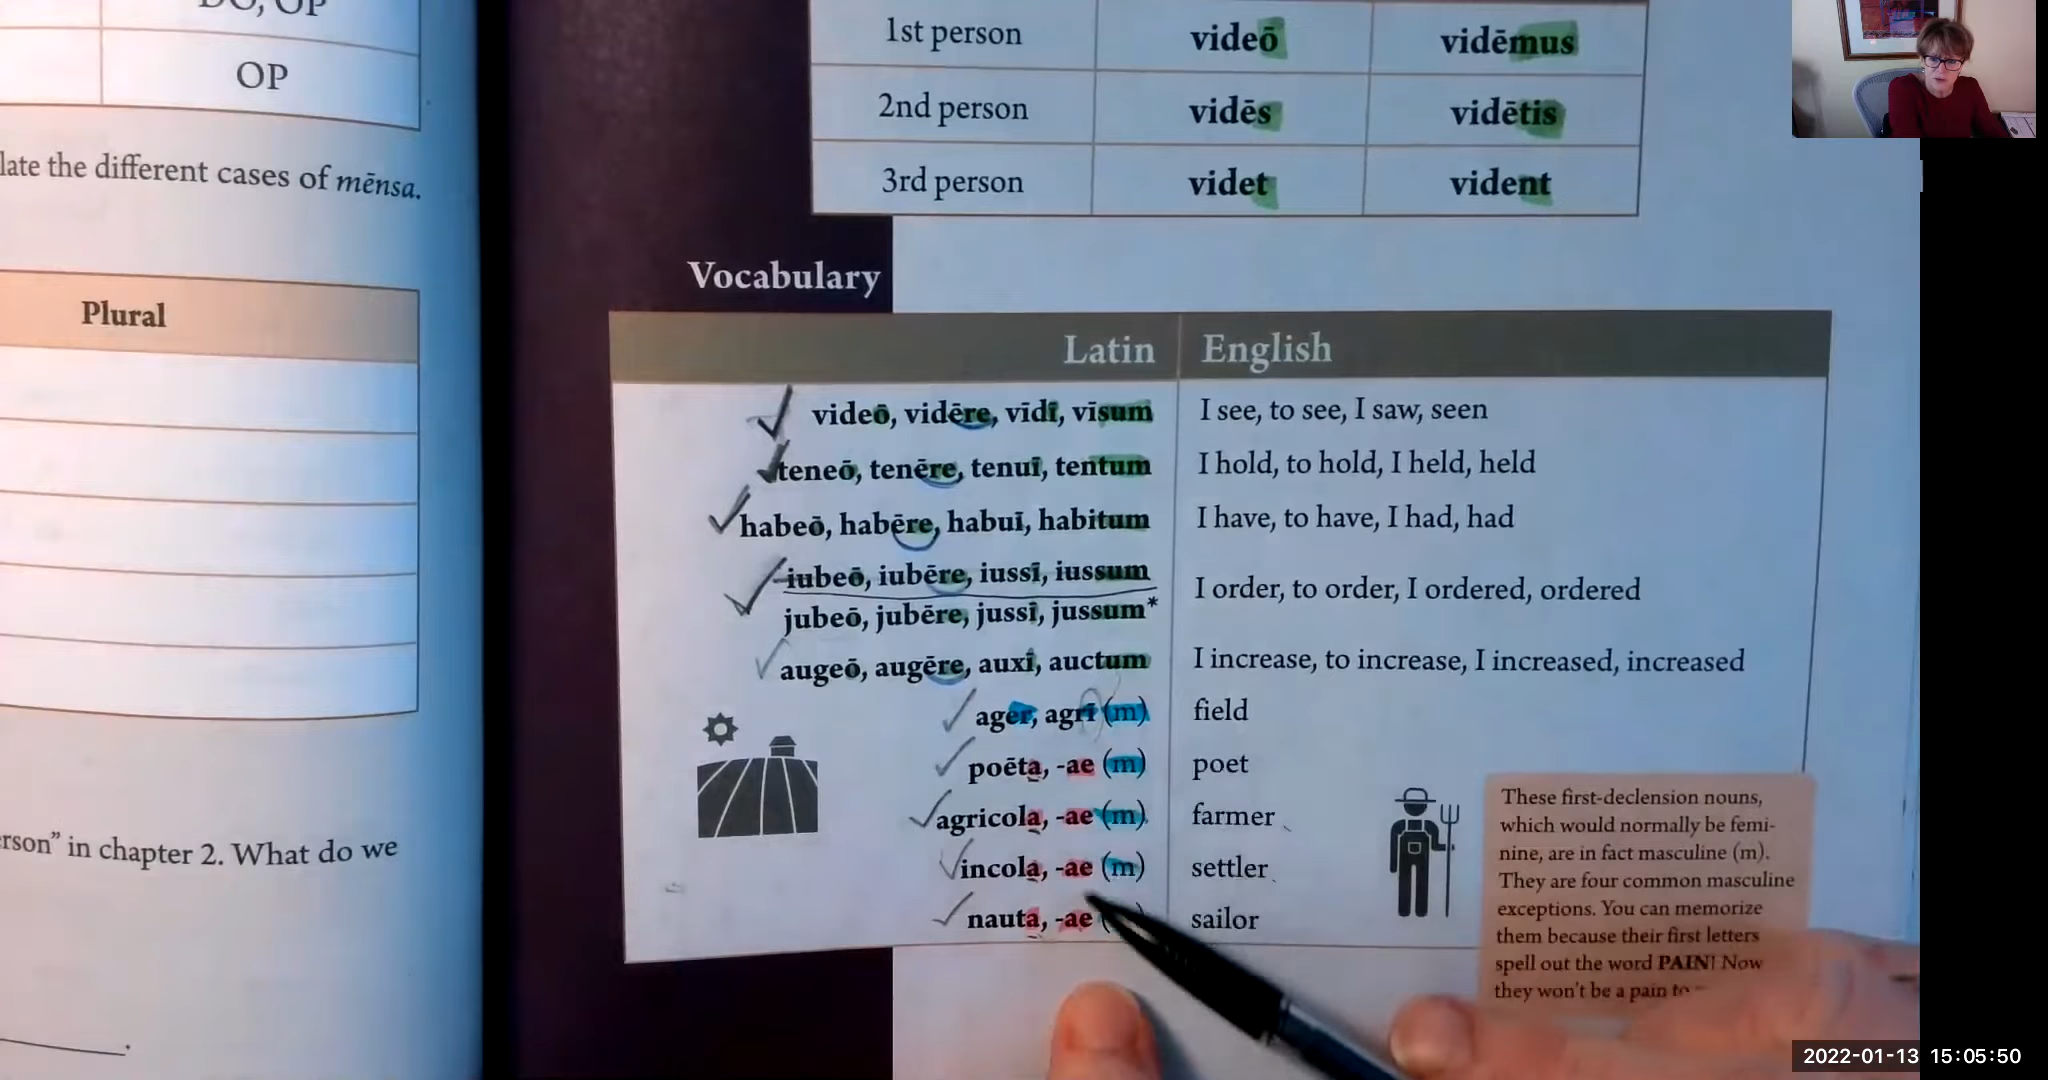 DO, OP
OP
late the different cases of mēnsa.
Plural
rson” in chapter 2. What do we
1st person videō vidēmus
2nd person vidēs vidētis
3rd person videt vident
Vocabulary
Latin English
videō, vidēre, vīdī, vīsum I see, to see, I saw, seen
teneō, tenēre, tenuī, tentum I hold, to hold, I held, held
habeō, habēre, habuī, habitum I have, to have, I had, had
iubeō, iubēre, iussī, iussum
jubeō, jubēre, jussī, jussum*
I order, to order, I ordered, ordered
augeō, augēre, auxī, auctum I increase, to increase, I increased, increased
ager, agrī (m) field
poēta, -ae (m) poet
agricola, -ae (m) farmer
incola, -ae (m) settler
nauta, -ae sailor
These first-declension nouns,
which would normally be femi-
nine, are in fact masculine (m).
They are four common masculine
exceptions. You can memorize
them because their first letters
spell out the word PAIN! Now
they won't be a pain to
2022-01-13 15:05:50